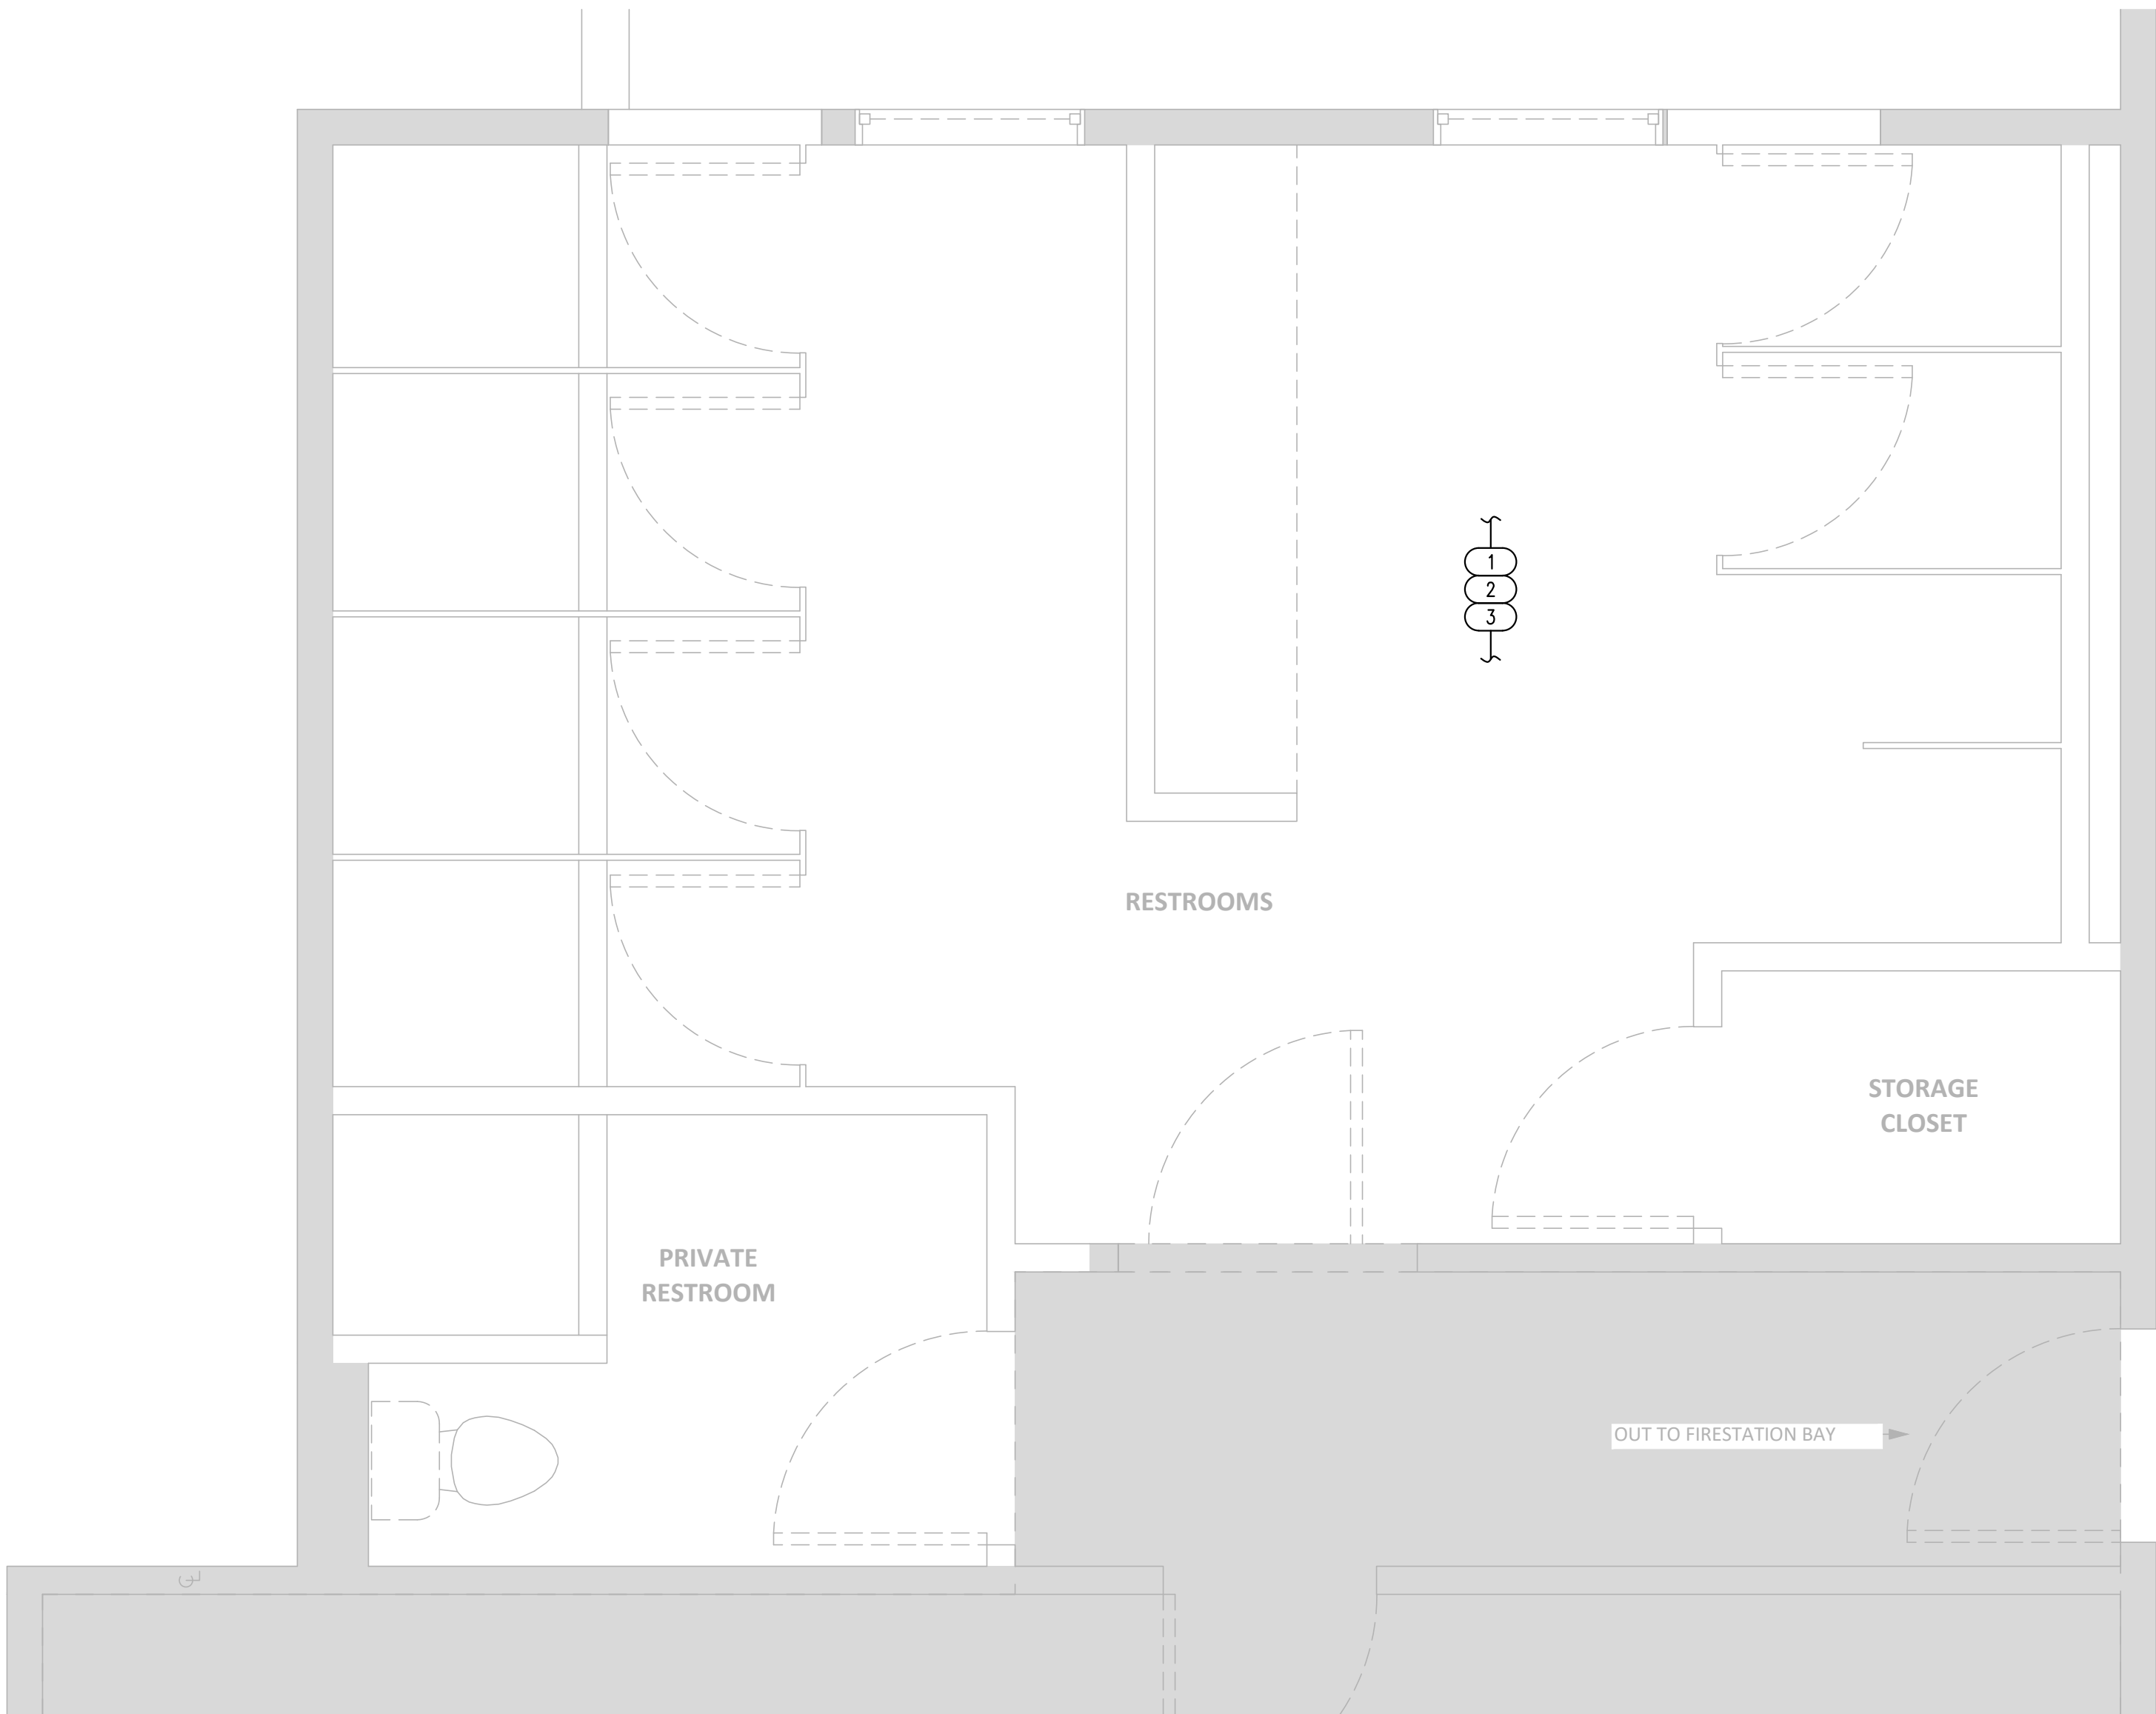 1
2
3
RESTROOMS
STORAGE
CLOSET
PRIVATE
RESTROOM
OUT TO FIRESTATION BAY